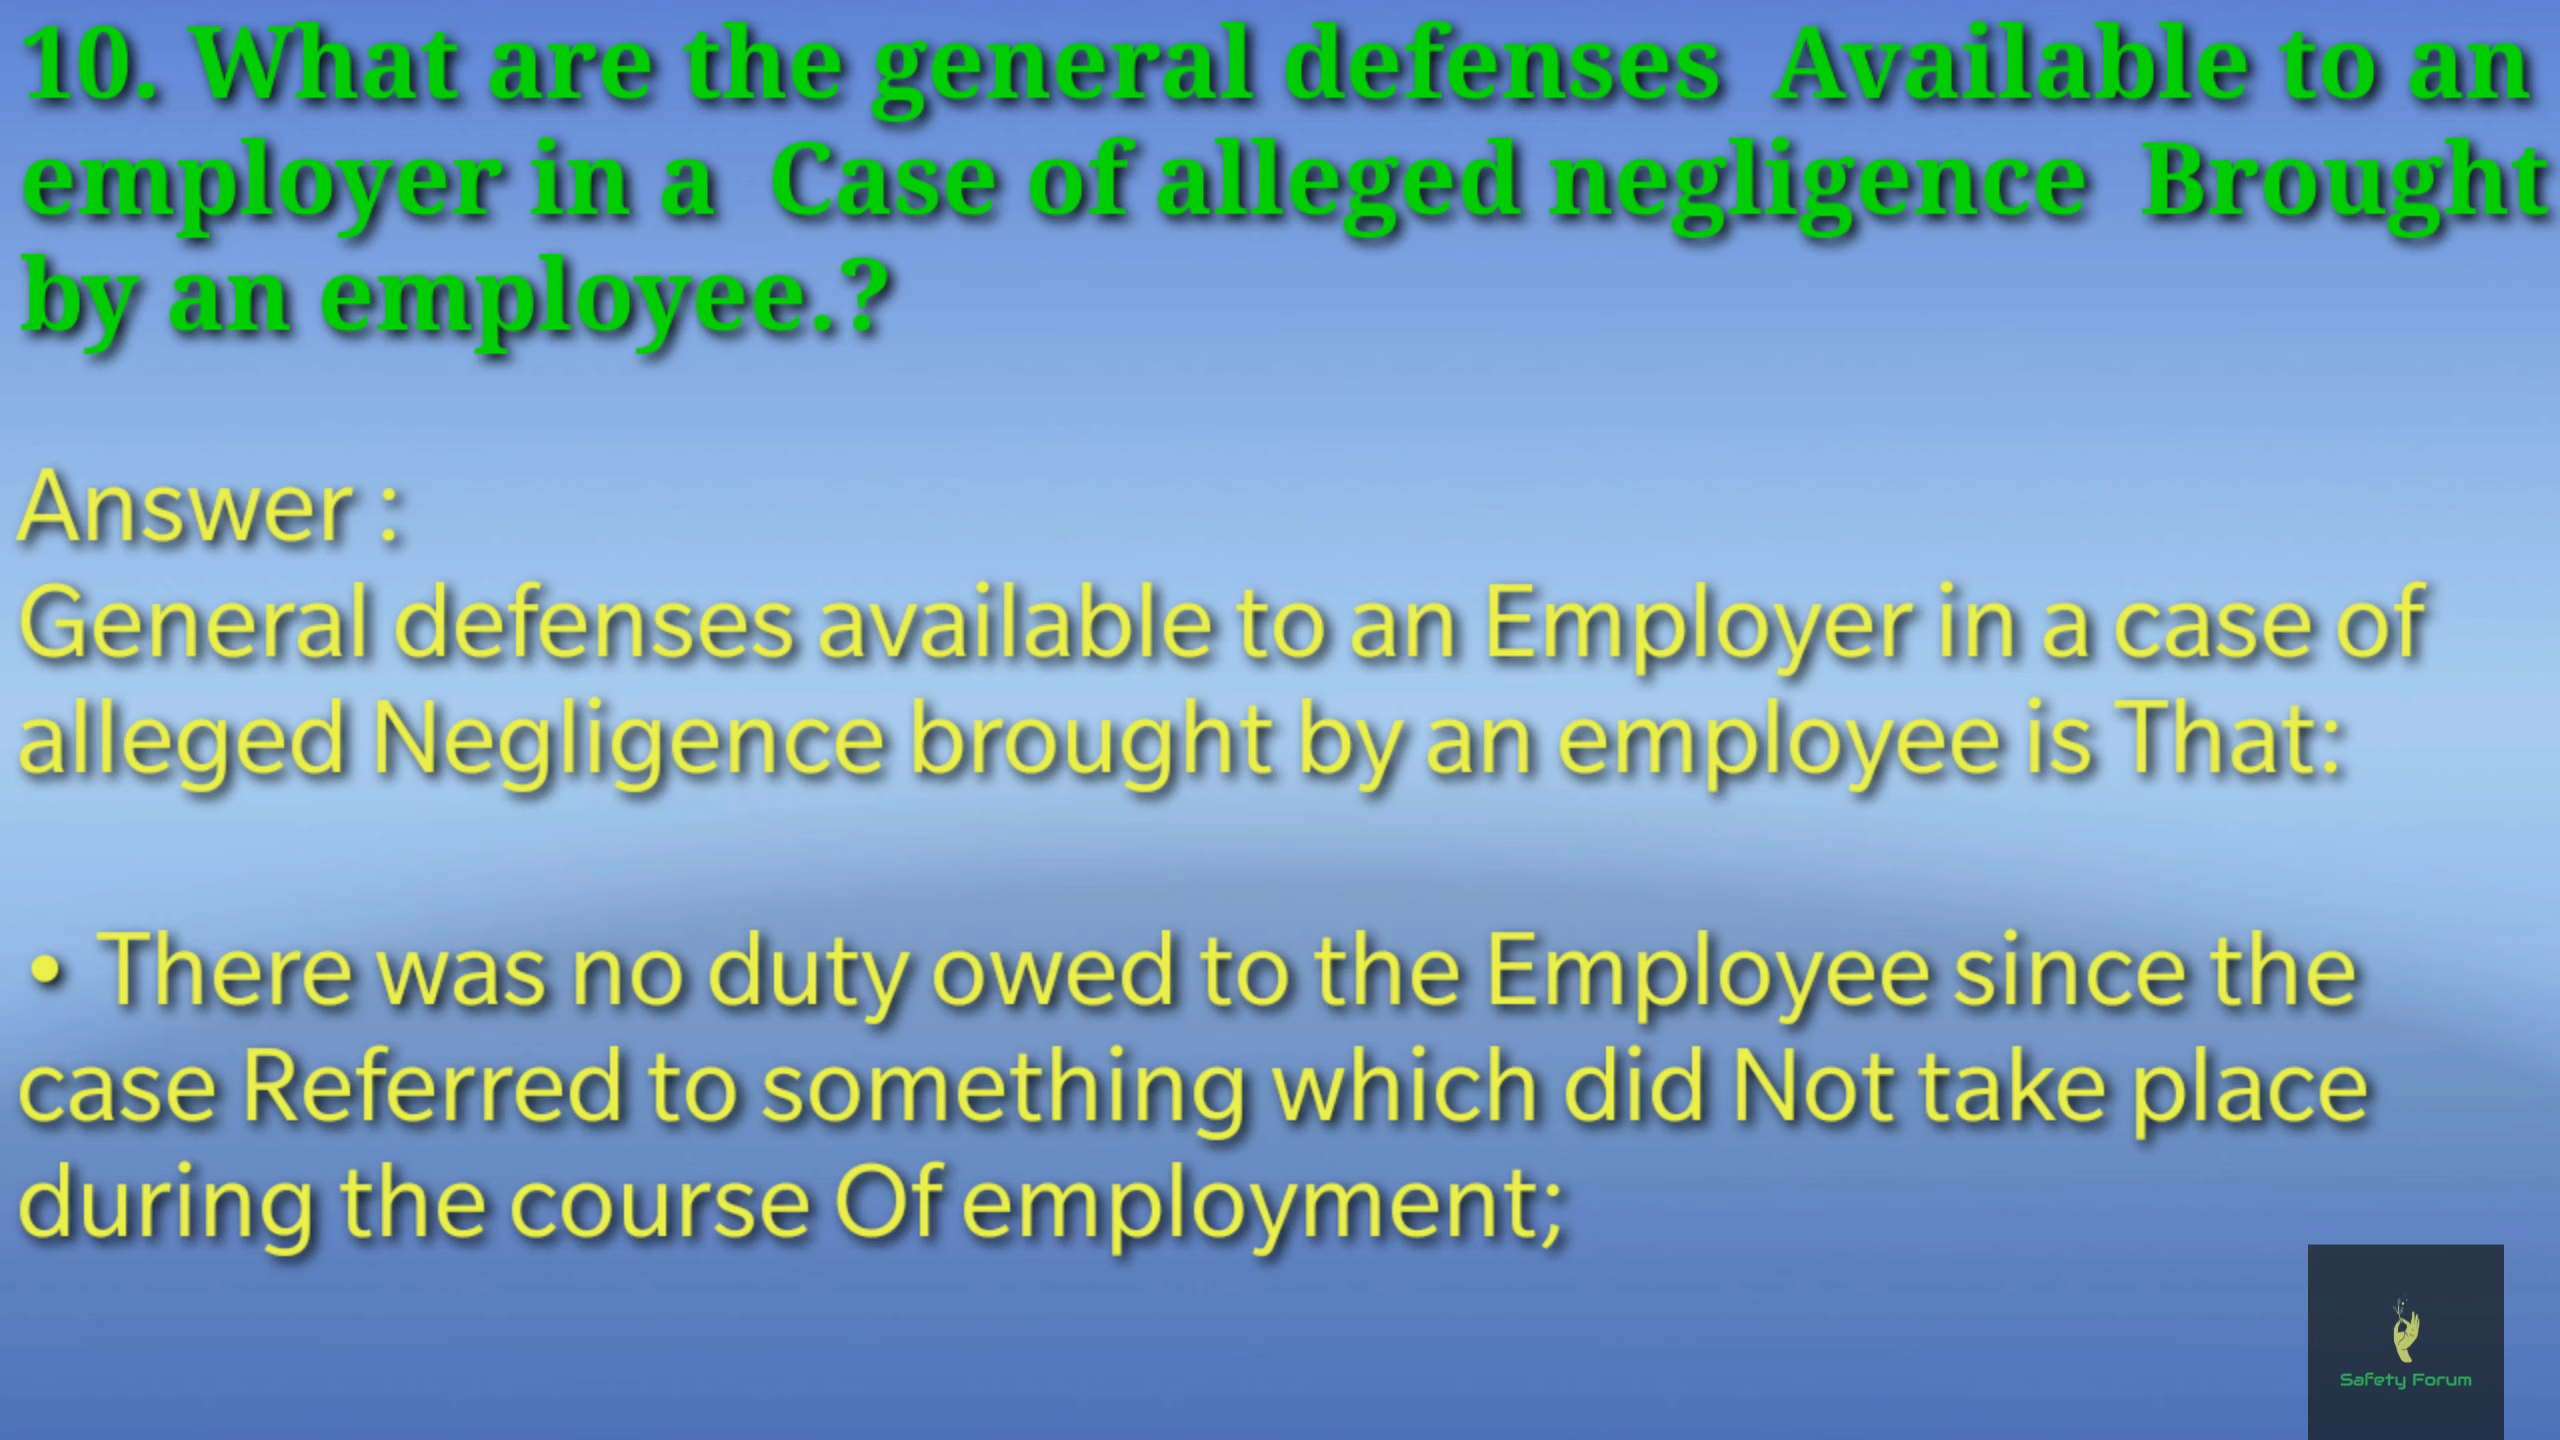 10. What are the general defenses  Available to an
employer in a  Case of alleged negligence  Brought
by an employee.?
Answer :
General defenses available to an Employer in a case of
alleged Negligence brought by an employee is That:
• There was no duty owed to the Employee since the
case Referred to something which did Not take place
during the course Of employment;
Safety Forum